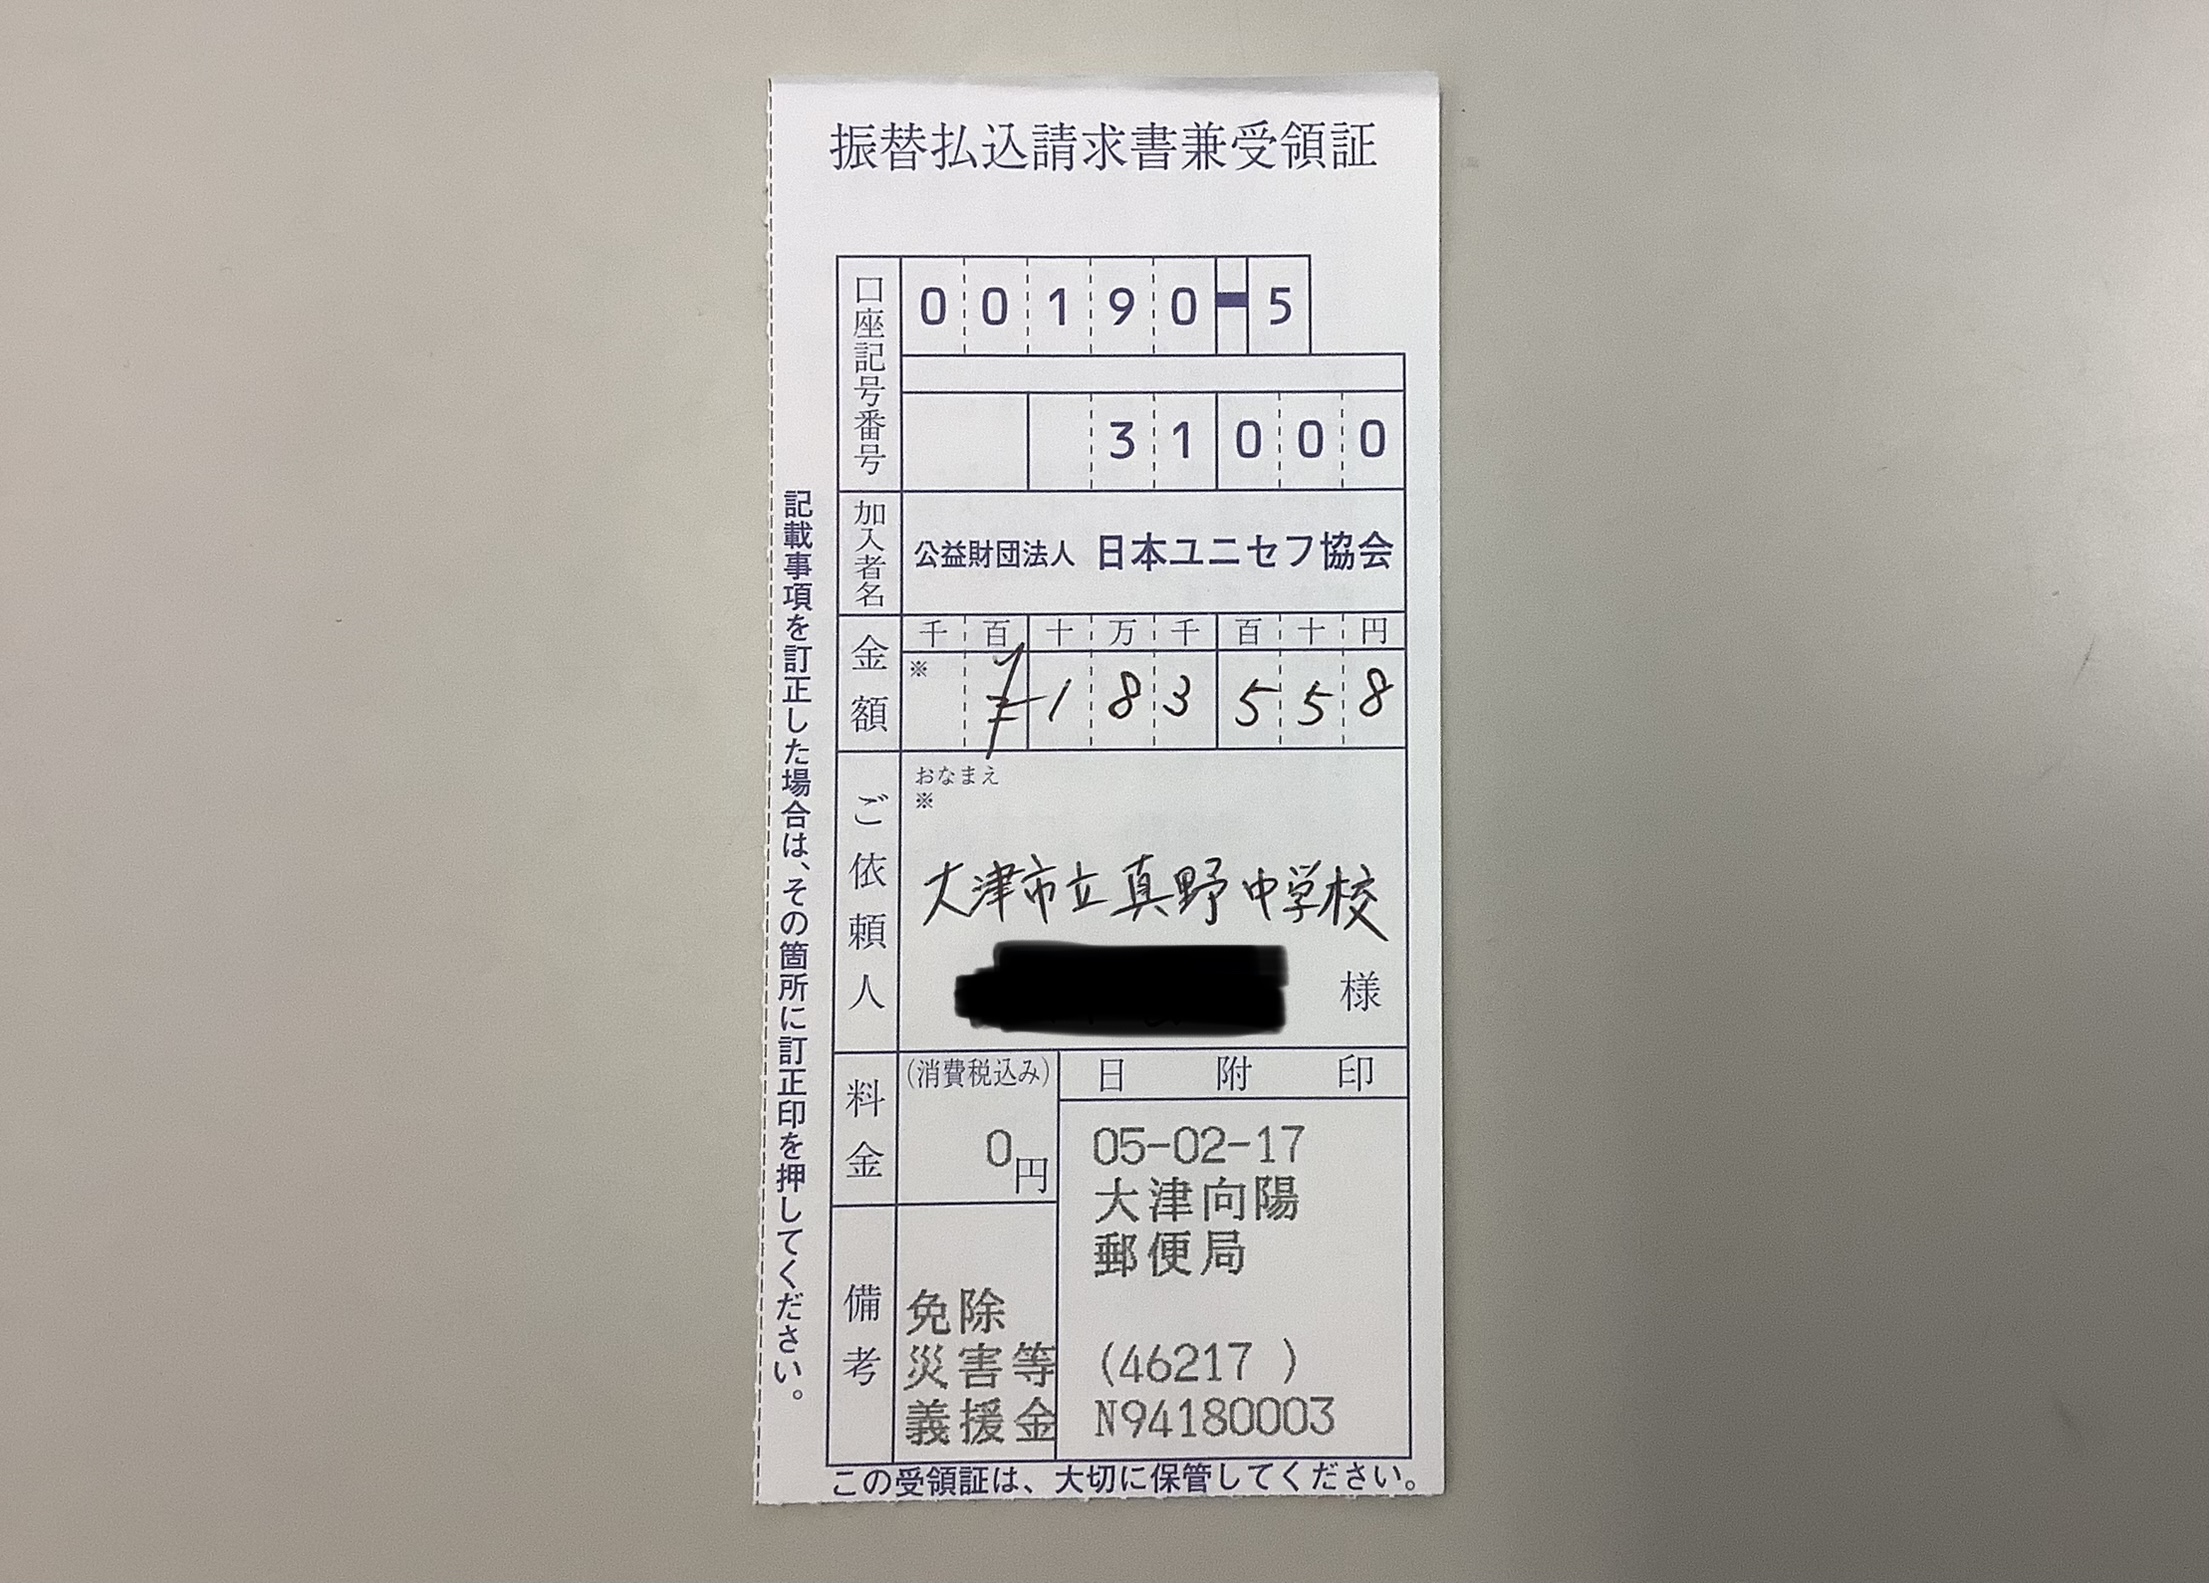 振替払込請求書兼受領証
口座記号番号
00190-5
31000
加入者名
公益財団法人 日本ユニセフ協会
金額
千百十万千百十円
※
¥183558
ご依頼人
おなまえ
※
大津市立真野中学校
様
料金
(消費税込み)
0円
日附印
05-02-17
大津向陽
郵便局
(46217 )
N94180003
備考
免除
災害等
義援金
記載事項を訂正した場合は、その箇所に訂正印を押してください。
この受領証は、大切に保管してください。